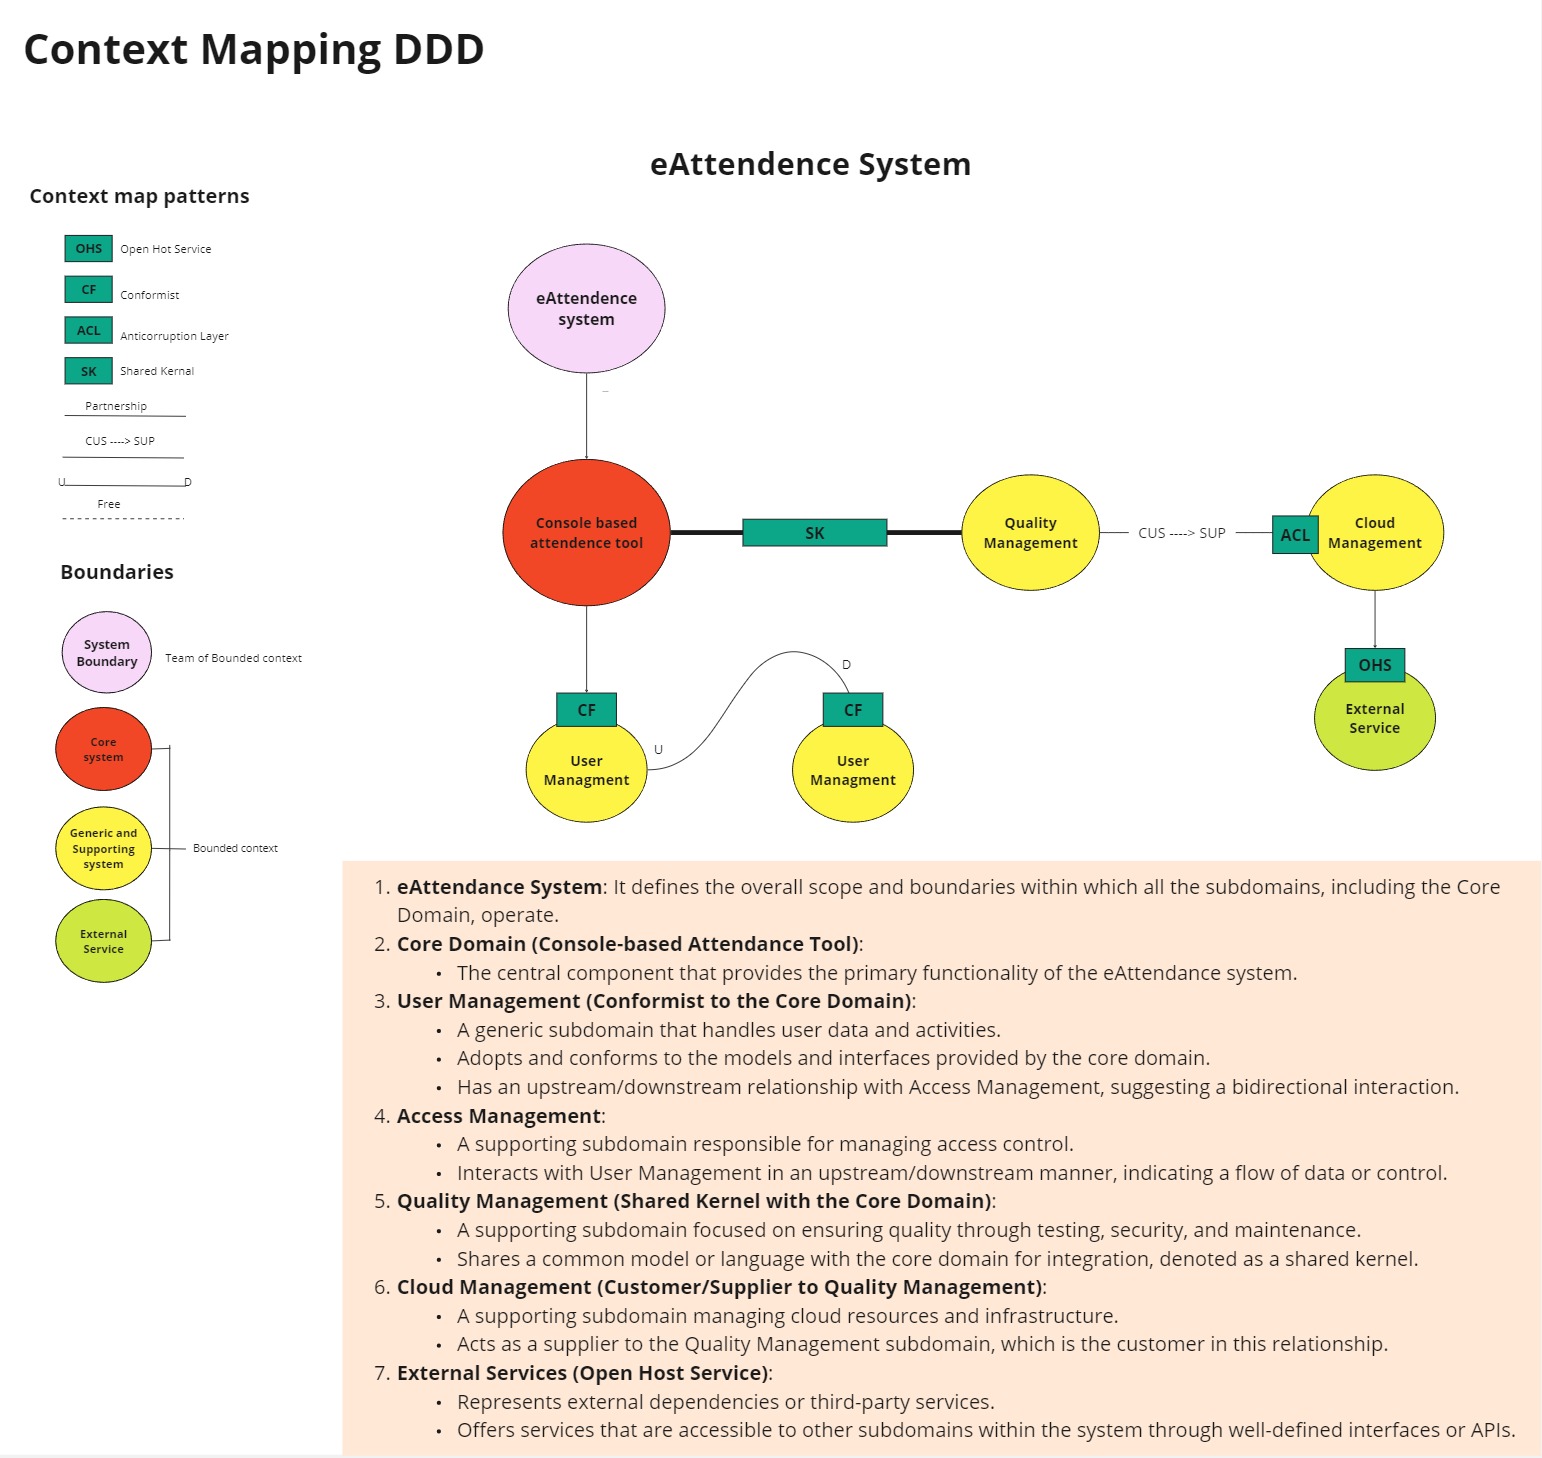 Context Mapping DDD
eAttendence System
Context map patterns
OHS Open Hot Service
CF Conformist
ACL Anticorruption Layer
SK Shared Kernal
Partnership
CUS ----> SUP
U D
Free
Boundaries
System
Boundary
Team of Bounded context
Core
system
Generic and
Supporting
system
Bounded context
External
Service
eAttendence
system
Console based
attendence tool
SK
Quality
Management
CUS ----> SUP
ACL
Cloud
Management
OHS
External
Service
CF
User
Managment
U
D
CF
User
Managment
1. eAttendance System: It defines the overall scope and boundaries within which all the subdomains, including the Core
Domain, operate.
2. Core Domain (Console-based Attendance Tool):
• The central component that provides the primary functionality of the eAttendance system.
3. User Management (Conformist to the Core Domain):
• A generic subdomain that handles user data and activities.
• Adopts and conforms to the models and interfaces provided by the core domain.
• Has an upstream/downstream relationship with Access Management, suggesting a bidirectional interaction.
4. Access Management:
• A supporting subdomain responsible for managing access control.
• Interacts with User Management in an upstream/downstream manner, indicating a flow of data or control.
5. Quality Management (Shared Kernel with the Core Domain):
• A supporting subdomain focused on ensuring quality through testing, security, and maintenance.
• Shares a common model or language with the core domain for integration, denoted as a shared kernel.
6. Cloud Management (Customer/Supplier to Quality Management):
• A supporting subdomain managing cloud resources and infrastructure.
• Acts as a supplier to the Quality Management subdomain, which is the customer in this relationship.
7. External Services (Open Host Service):
• Represents external dependencies or third-party services.
• Offers services that are accessible to other subdomains within the system through well-defined interfaces or APIs.